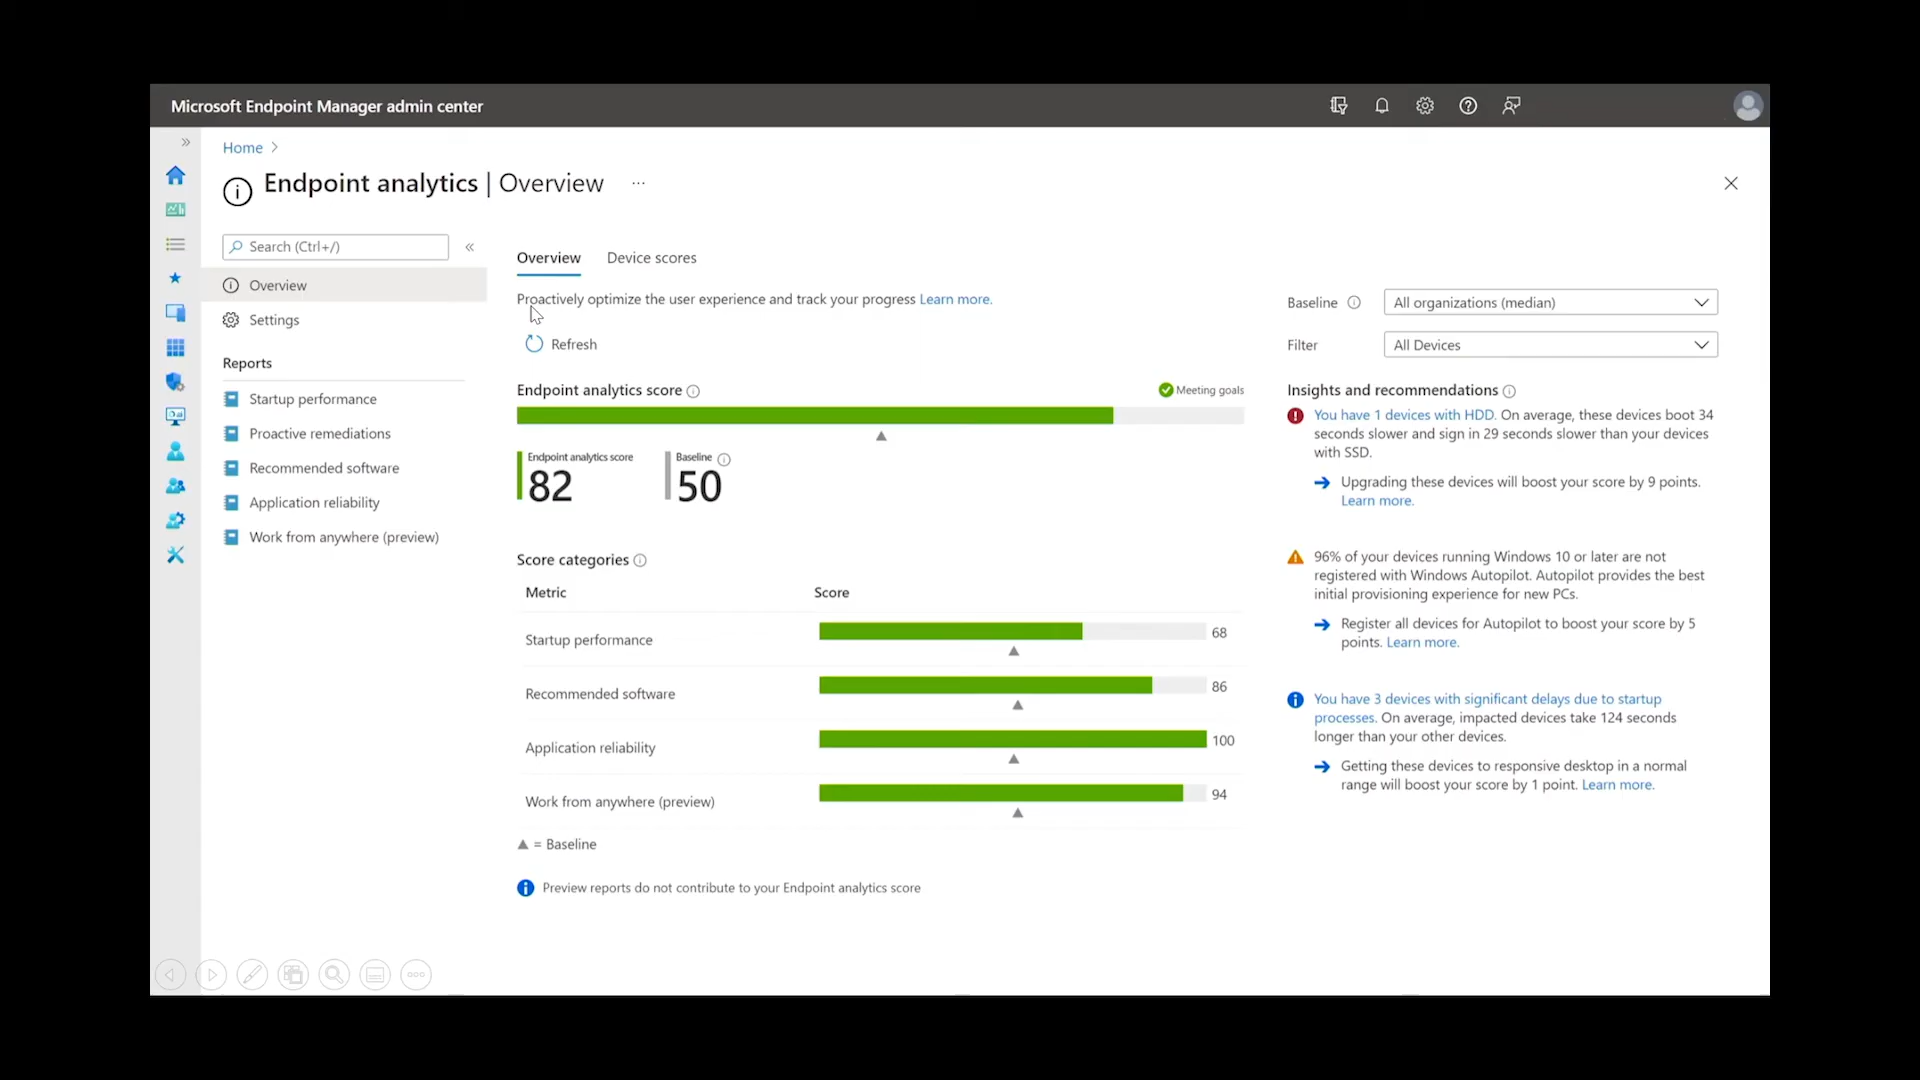 Microsoft Endpoint Manager admin center
Home
Endpoint analytics | Overview ...
Search (Ctrl+/)
Overview
Settings
Reports
Startup performance
Proactive remediations
Recommended software
Application reliability
Work from anywhere (preview)
Overview
Device scores
Proactively optimize the user experience and track your progress Learn more.
Refresh
Endpoint analytics score
Meeting goals
Endpoint analytics score
82
Baseline
50
Score categories
Metric
Score
Startup performance
68
Recommended software
86
Application reliability
100
Work from anywhere (preview)
94
▲ = Baseline
Preview reports do not contribute to your Endpoint analytics score
Baseline
All organizations (median)
Filter
All Devices
Insights and recommendations
You have 1 devices with HDD. On average, these devices boot 34
seconds slower and sign in 29 seconds slower than your devices
with SSD.
Upgrading these devices will boost your score by 9 points.
Learn more.
96% of your devices running Windows 10 or later are not
registered with Windows Autopilot. Autopilot provides the best
initial provisioning experience for new PCs.
Register all devices for Autopilot to boost your score by 5
points. Learn more.
You have 3 devices with significant delays due to startup
processes. On average, impacted devices take 124 seconds
longer than your other devices.
Getting these devices to responsive desktop in a normal
range will boost your score by 1 point. Learn more.